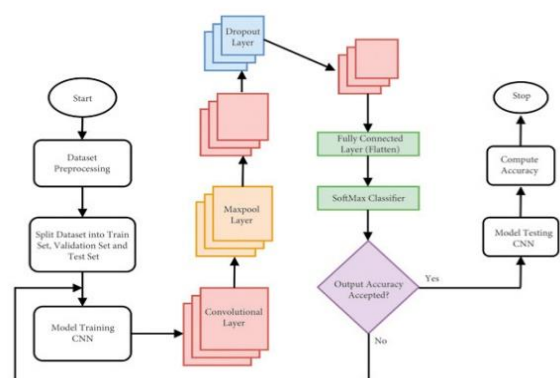 Start
Dataset
Preprocessing
Split Dataset into Train
Set, Validation Set and
Test Set
Model Training
CNN
Convolutional
Layer
Maxpool
Layer
Dropout
Layer
Fully Connected
Layer (Flatten)
SoftMax Classifier
Output Accuracy
Accepted?
Yes
No
Model Testing
CNN
Compute
Accuracy
Stop